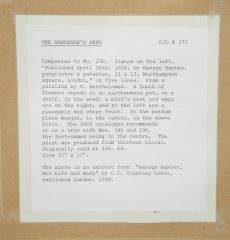 THE GARDENER'S SHED C/L # 275
Companion to No. 276. Signed on the left,
"Published April 26th, 1856, by George Baxter,
proprietor & patentee, 11 & 12, Northampton
Square, London," in five lines. From a
painting by V. Bartholomew. A bunch of
flowers stands in an earthenware pot, on a
shelf, in the shed; a bird's nest and eggs
are on the right; and to the left are a
pineapple and other fruit. In the bottom
plate margin, in the centre, is the above
title. The 1860 catalogue recommends
it as a trio with Nos. 346 and 100,
the last-named being in the centre. The
print was produced from thirteen blocks.
Originally sold at 10s. 6d.
Size 15" x 11".
The above is an extract from "George Baxter,
His Life and Work" by C.T. Courtney Lewis,
published London, 1908.